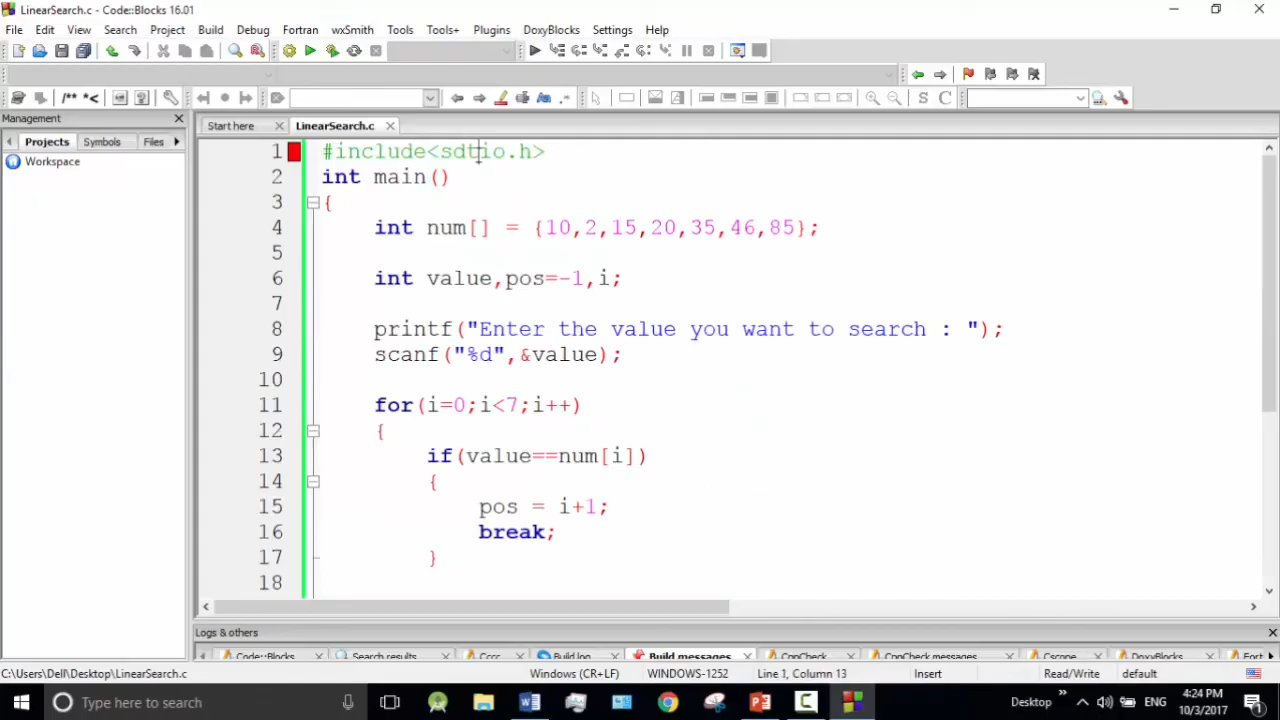 LinearSearch.c - Code::Blocks 16.01
File Edit View Search Project Build Debug Fortran wxSmith Tools Tools+ Plugins DoxyBlocks Settings Help
/** *<
S C
Management
Start here LinearSearch.c
Projects Symbols Files
Workspace
1 #include<sdtio.h>
2 int main()
3 {
4 int num[] = {10,2,15,20,35,46,85};
5
6 int value,pos=-1,i;
7
8 printf("Enter the value you want to search : ");
9 scanf("%d",&value);
10
11 for(i=0;i<7;i++)
12 {
13 if(value==num[i])
14 {
15 pos = i+1;
16 break;
17 }
18
Logs & others
Code::Blocks Search results Cccc Build log Build messages CppCheck CppCheck messages Cscope DoxyBlocks Fort
C:\Users\Dell\Desktop\LinearSearch.c Windows (CR+LF) WINDOWS-1252 Line 1, Column 13 Insert Read/Write default
Type here to search
Desktop ENG 4:24 PM
10/3/2017